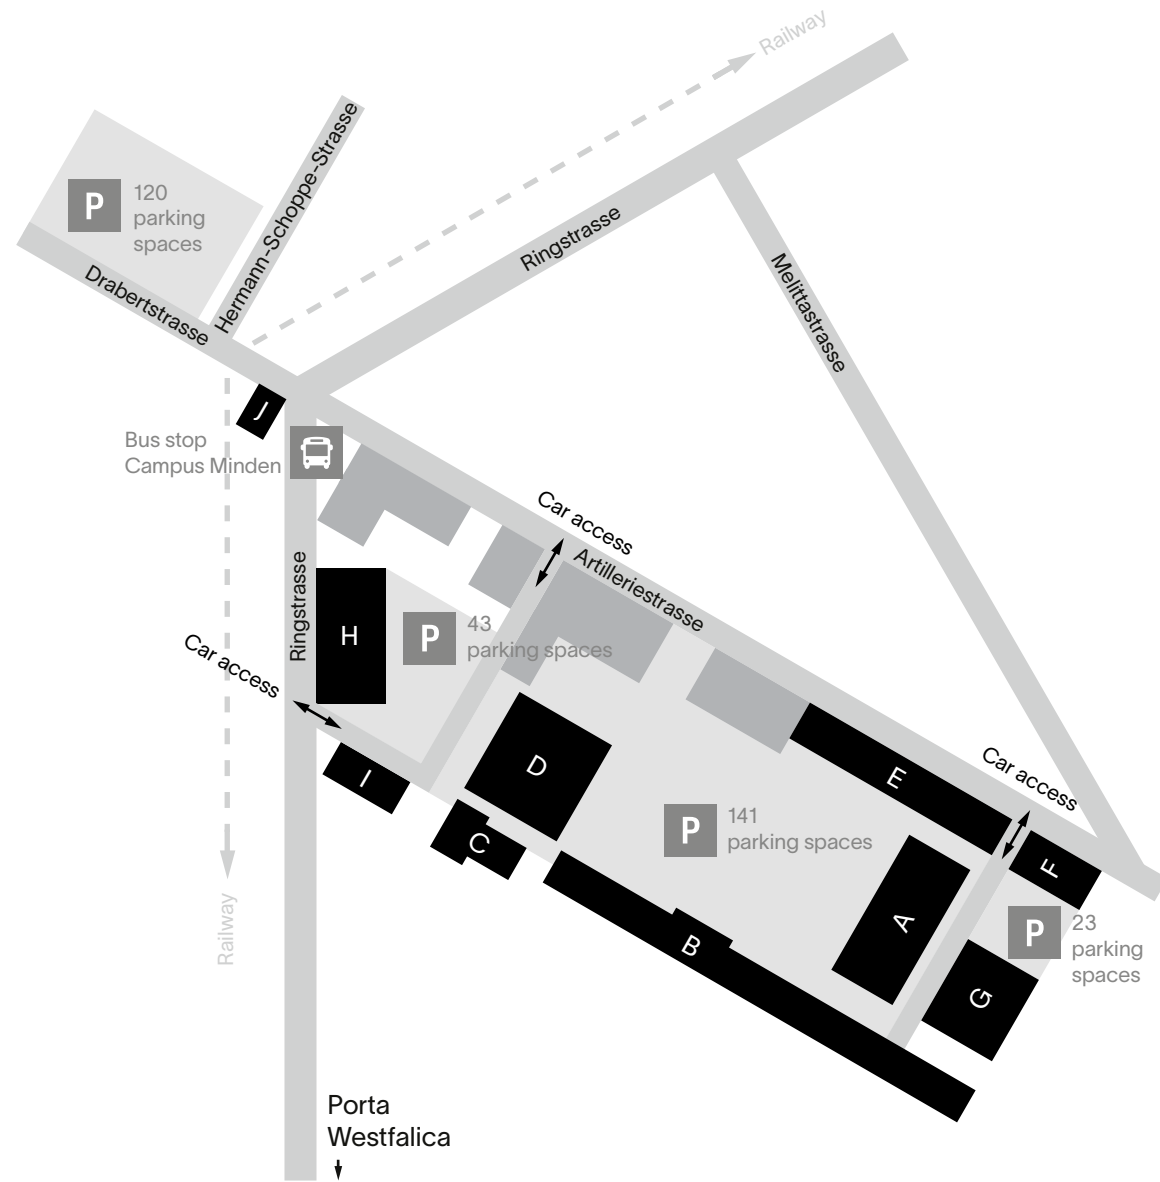 Railway
Hermann-Schoppe-Strasse
P
120
parking
spaces
Drabertstrasse
Ringstrasse
Melittastrasse
J
Bus stop
Campus Minden
Car access
Artilleriestrasse
Ringstrasse
H
P
43
parking spaces
Car access
I
D
C
E
Car access
P
141
parking spaces
F
A
P
23
parking
spaces
B
G
Railway
Porta
Westfalica